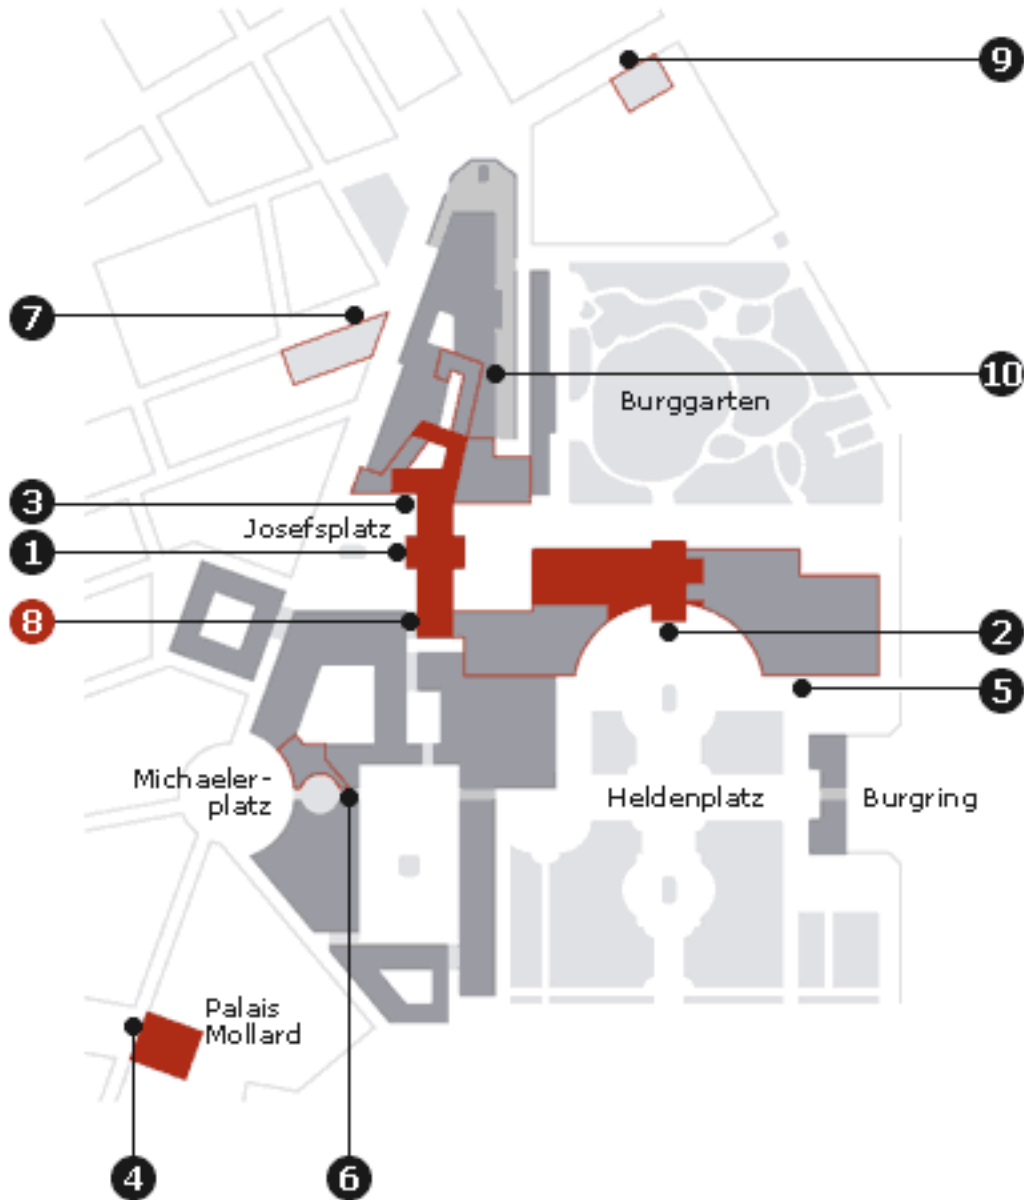 9
7
10
Burggarten
3
Josefsplatz
1
8
2
5
Michaeler-
platz
Heldenplatz
Burgring
Palais
Mollard
4
6